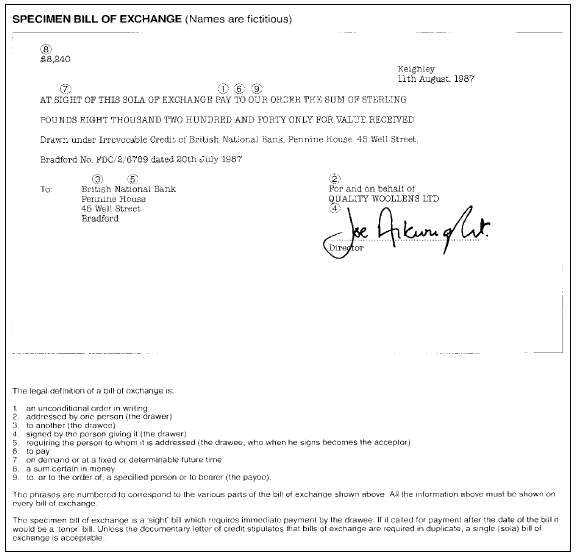 SPECIMEN BILL OF EXCHANGE (Names are fictitious)
⑧
£8,240
Keighley
11th August, 1987
⑦ ① ⑥ ⑨
AT SIGHT OF THIS SOLA OF EXCHANGE PAY TO OUR ORDER THE SUM OF STERLING
POUNDS EIGHT THOUSAND TWO HUNDRED AND FORTY ONLY FOR VALUE RECEIVED
Drawn under Irrevocable Credit of British National Bank, Pennine House, 45 Well Street,
Bradford No. FDC/2/6789 dated 20th July 1987
③ ⑤ ②
To: British National Bank For and on behalf of
Pennine House QUALITY WOOLLENS LTD
45 Well Street ④
Bradford
Joe Arkwright.
Director
The legal definition of a bill of exchange is:
1. an unconditional order in writing
2. addressed by one person (the drawer)
3. to another (the drawee)
4. signed by the person giving it (the drawer)
5. requiring the person to whom it is addressed (the drawee, who when he signs becomes the acceptor)
6. to pay
7. on demand or at a fixed or determinable future time
8. a sum certain in money
9. to, or to the order of, a specified person or to bearer (the payee).
The phrases are numbered to correspond to the various parts of the bill of exchange shown above. All the information above must be shown on
every bill of exchange.
The specimen bill of exchange is a 'sight' bill which requires immediate payment by the drawee. If it called for payment after the date of the bill it
would be a 'tenor' bill. Unless the documentary letter of credit stipulates that bills of exchange are required in duplicate, a single (sola) bill of
exchange is acceptable.